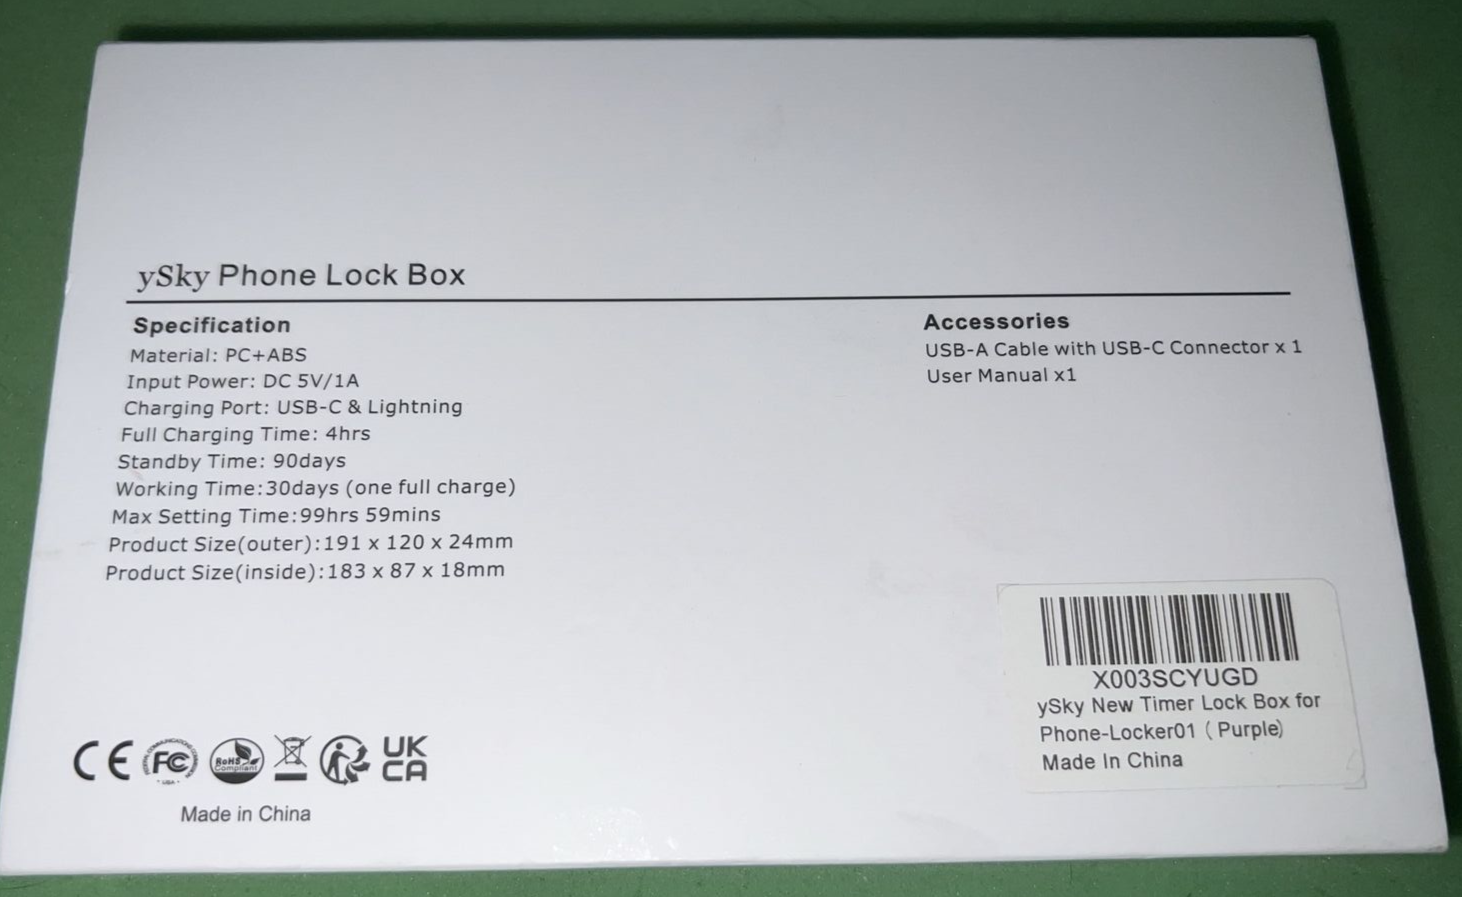 ySky Phone Lock Box
Specification
Material: PC+ABS
Input Power: DC 5V/1A
Charging Port: USB-C & Lightning
Full Charging Time: 4hrs
Standby Time: 90days
Working Time:30days (one full charge)
Max Setting Time:99hrs 59mins
Product Size(outer):191 x 120 x 24mm
Product Size(inside):183 x 87 x 18mm
Accessories
USB-A Cable with USB-C Connector x 1
User Manual x1
X003SCYUGD
ySky New Timer Lock Box for
Phone-Locker01 (Purple)
Made In China
CE FC RoHS Compliant UK CA
FEDERAL COMMUNICATIONS COMMISSION
USA
Made in China